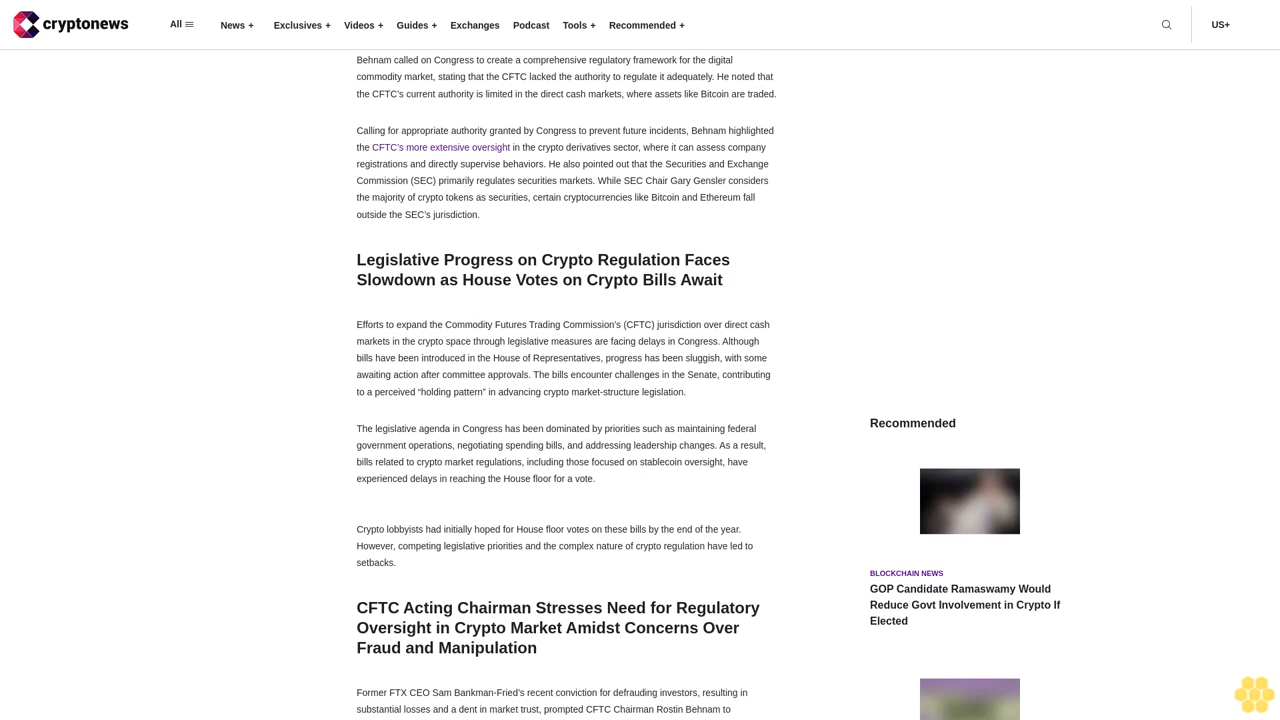 cryptonews
All
News +
Exclusives +
Videos +
Guides +
Exchanges
Podcast
Tools +
Recommended +
US+
Behnam called on Congress to create a comprehensive regulatory framework for the digital
commodity market, stating that the CFTC lacked the authority to regulate it adequately. He noted that
the CFTC’s current authority is limited in the direct cash markets, where assets like Bitcoin are traded.
Calling for appropriate authority granted by Congress to prevent future incidents, Behnam highlighted
the CFTC’s more extensive oversight in the crypto derivatives sector, where it can assess company
registrations and directly supervise behaviors. He also pointed out that the Securities and Exchange
Commission (SEC) primarily regulates securities markets. While SEC Chair Gary Gensler considers
the majority of crypto tokens as securities, certain cryptocurrencies like Bitcoin and Ethereum fall
outside the SEC’s jurisdiction.
Legislative Progress on Crypto Regulation Faces
Slowdown as House Votes on Crypto Bills Await
Efforts to expand the Commodity Futures Trading Commission’s (CFTC) jurisdiction over direct cash
markets in the crypto space through legislative measures are facing delays in Congress. Although
bills have been introduced in the House of Representatives, progress has been sluggish, with some
awaiting action after committee approvals. The bills encounter challenges in the Senate, contributing
to a perceived “holding pattern” in advancing crypto market-structure legislation.
The legislative agenda in Congress has been dominated by priorities such as maintaining federal
government operations, negotiating spending bills, and addressing leadership changes. As a result,
bills related to crypto market regulations, including those focused on stablecoin oversight, have
experienced delays in reaching the House floor for a vote.
Crypto lobbyists had initially hoped for House floor votes on these bills by the end of the year.
However, competing legislative priorities and the complex nature of crypto regulation have led to
setbacks.
CFTC Acting Chairman Stresses Need for Regulatory
Oversight in Crypto Market Amidst Concerns Over
Fraud and Manipulation
Former FTX CEO Sam Bankman-Fried’s recent conviction for defrauding investors, resulting in
substantial losses and a dent in market trust, prompted CFTC Chairman Rostin Behnam to
Recommended
BLOCKCHAIN NEWS
GOP Candidate Ramaswamy Would
Reduce Govt Involvement in Crypto If
Elected